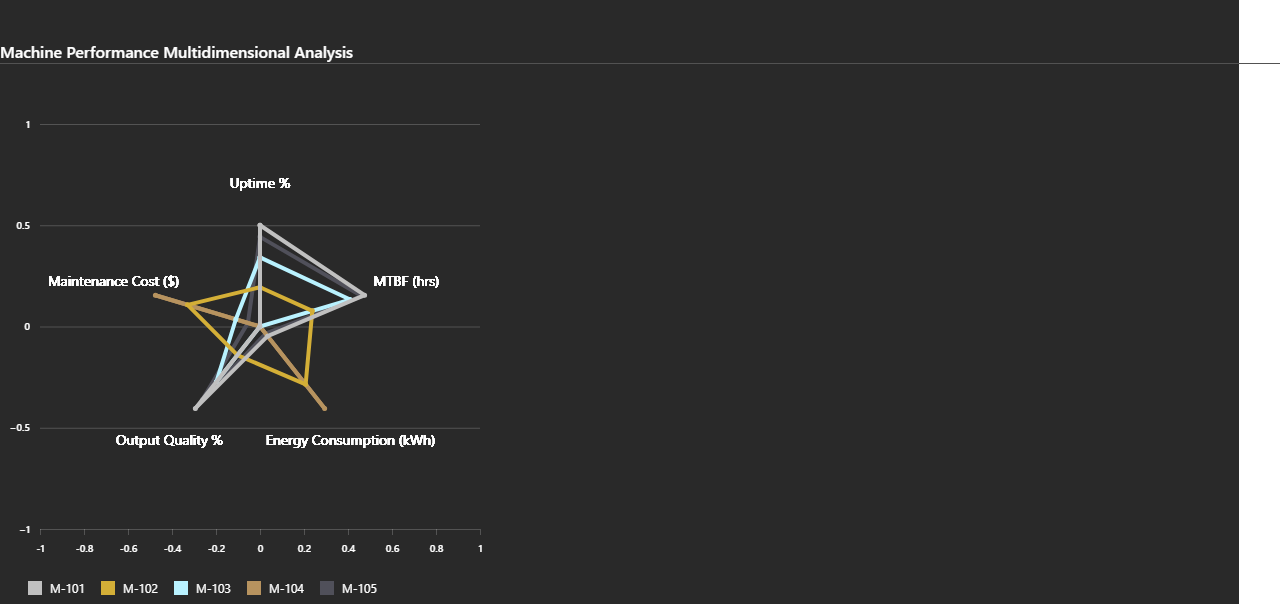 Machine Performance Multidimensional Analysis
1
Uptime %
0.5
Maintenance Cost ($)
MTBF (hrs)
0
−0.5
Output Quality %
Energy Consumption (kWh)
−1
-1 -0.8 -0.6 -0.4 -0.2 0 0.2 0.4 0.6 0.8 1
M-101 M-102 M-103 M-104 M-105